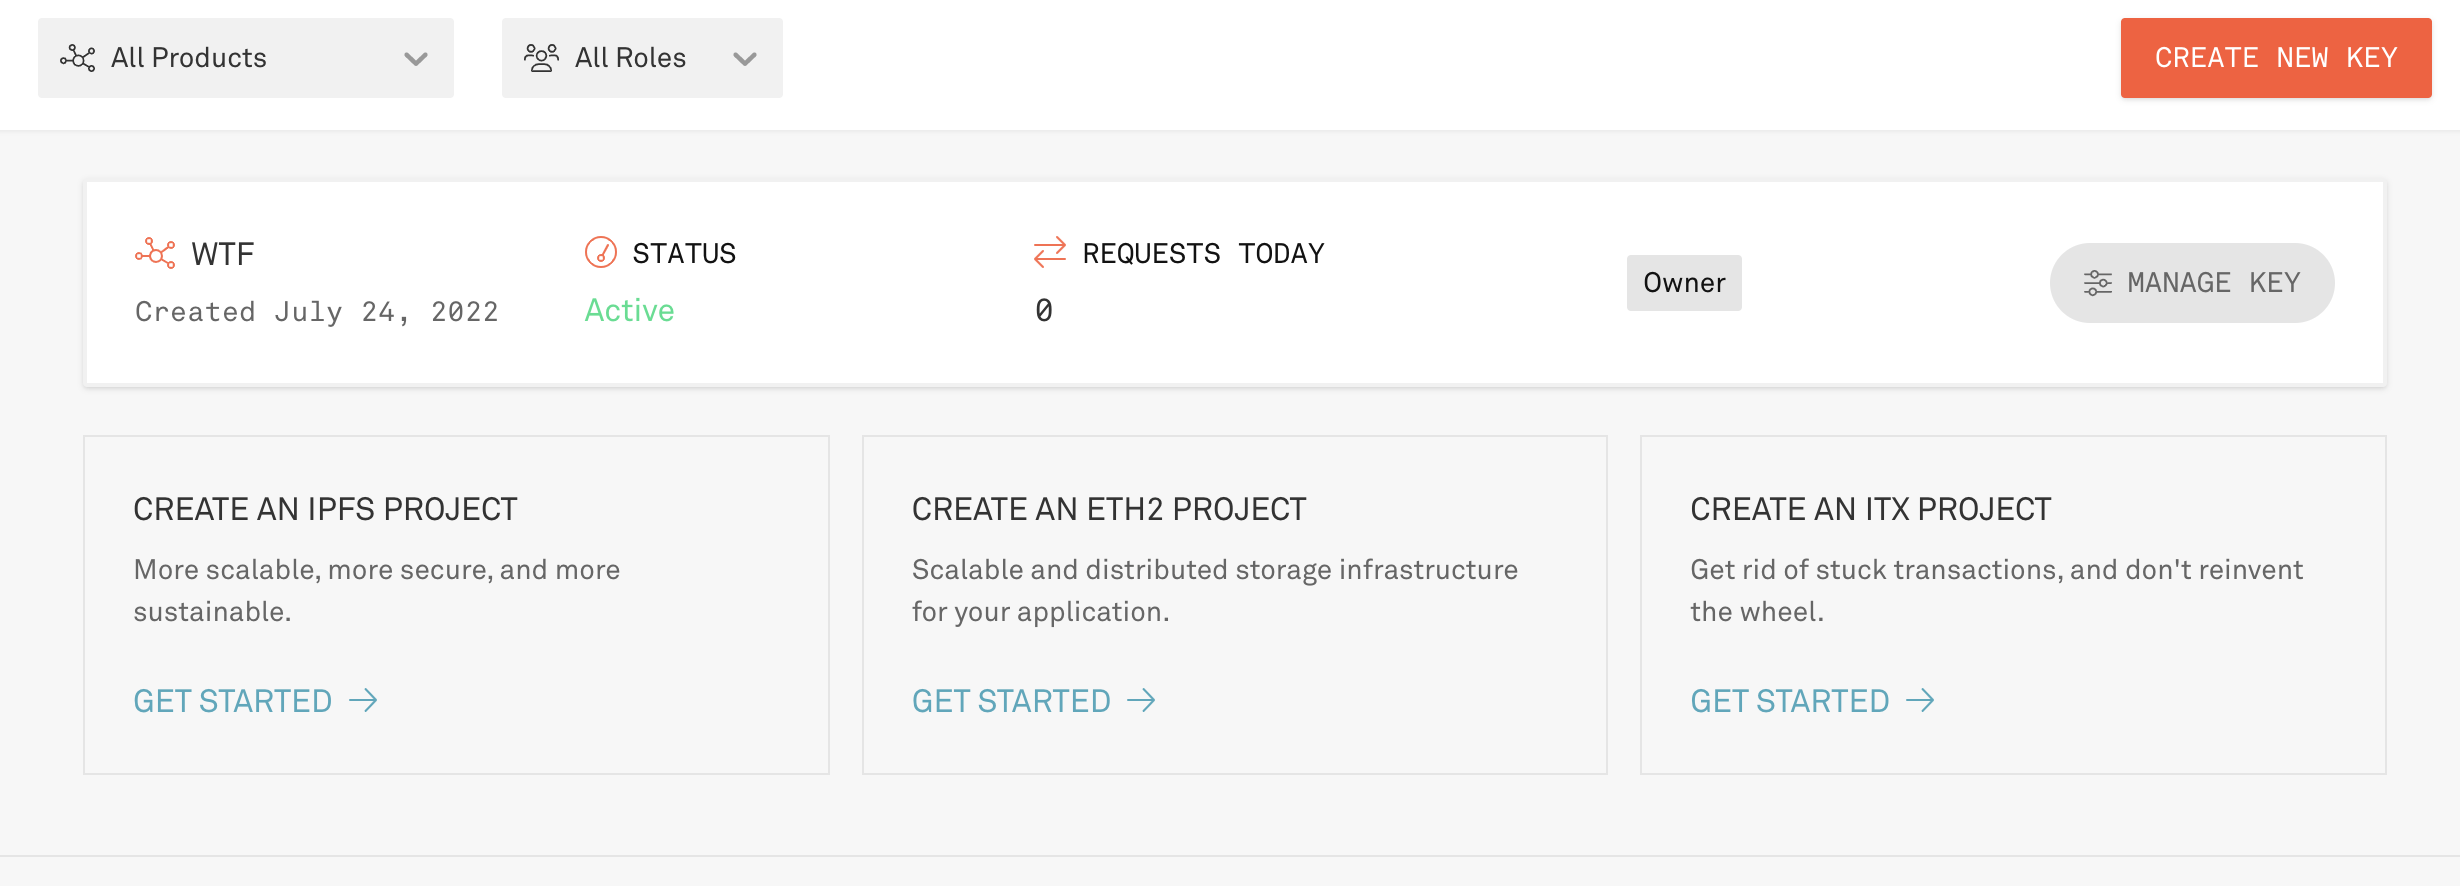 All Products
All Roles
CREATE NEW KEY
WTF
Created July 24, 2022
STATUS
Active
REQUESTS TODAY
0
Owner
MANAGE KEY
CREATE AN IPFS PROJECT
More scalable, more secure, and more
sustainable.
GET STARTED →
CREATE AN ETH2 PROJECT
Scalable and distributed storage infrastructure
for your application.
GET STARTED →
CREATE AN ITX PROJECT
Get rid of stuck transactions, and don't reinvent
the wheel.
GET STARTED →